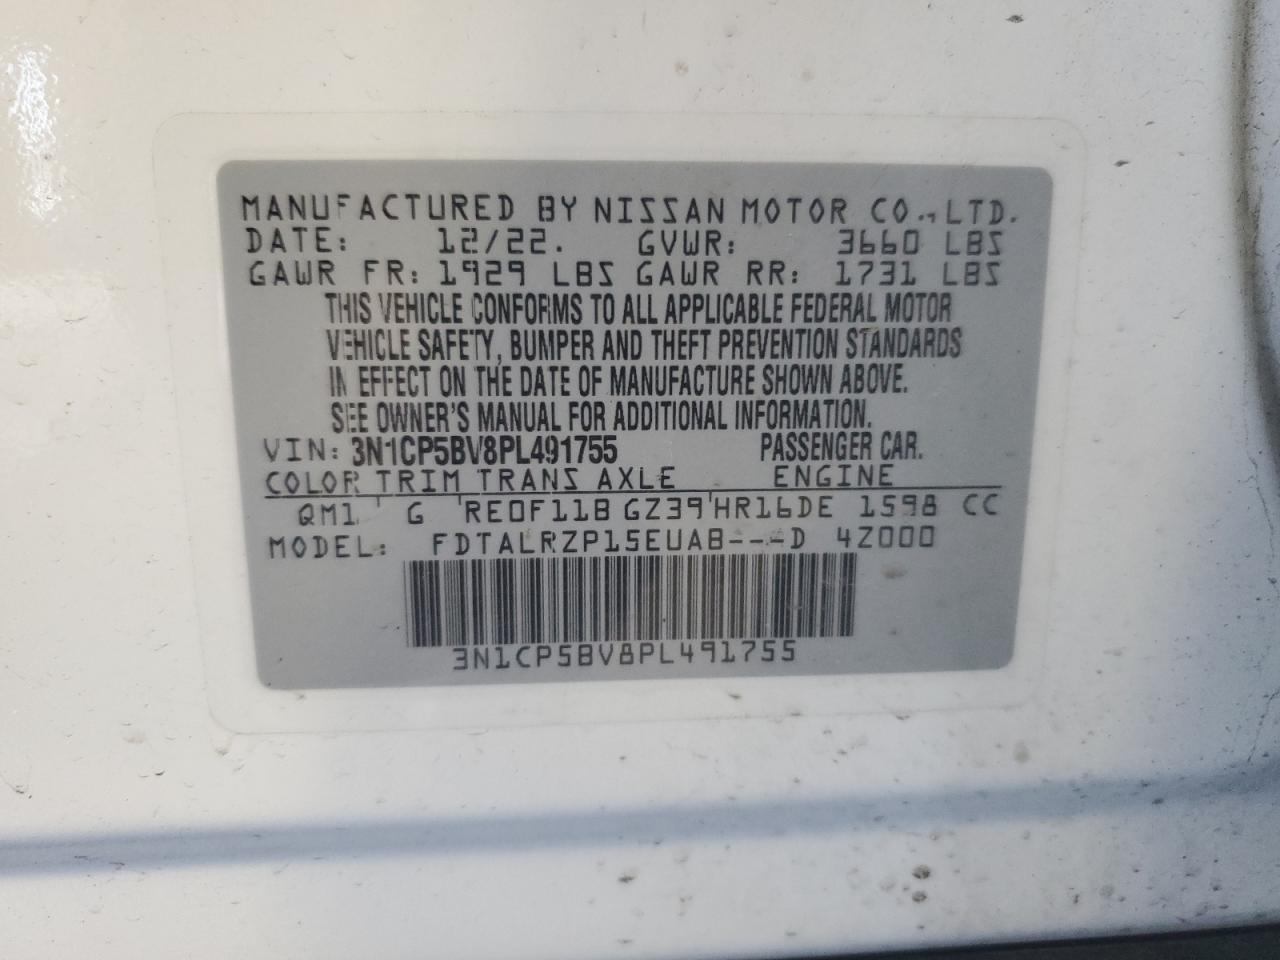 MANUFACTURED BY NISSAN MOTOR CO., LTD.
DATE: 12/22. GVWR: 3660 LBS
GAWR FR: 1929 LBS GAWR RR: 1731 LBS
THIS VEHICLE CONFORMS TO ALL APPLICABLE FEDERAL MOTOR
VEHICLE SAFETY, BUMPER AND THEFT PREVENTION STANDARDS
IN EFFECT ON THE DATE OF MANUFACTURE SHOWN ABOVE.
SEE OWNER'S MANUAL FOR ADDITIONAL INFORMATION.
VIN: 3N1CP5BV8PL491755 PASSENGER CAR.
COLOR TRIM TRANS AXLE ENGINE
QM1 G RE0F11B GZ39 HR16DE 1598 CC
MODEL: FDTALRZP15EUAB----D 4Z000
3N1CP5BV8PL491755